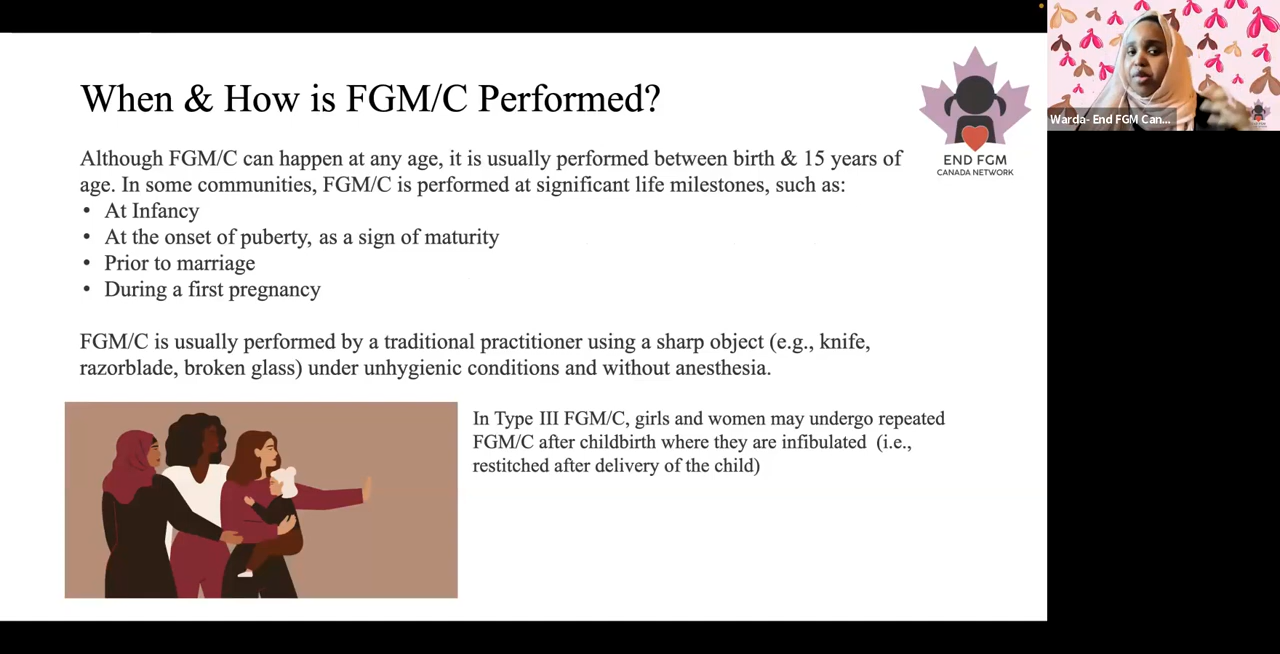 When & How is FGM/C Performed?
Although FGM/C can happen at any age, it is usually performed between birth & 15 years of
age. In some communities, FGM/C is performed at significant life milestones, such as:
• At Infancy
• At the onset of puberty, as a sign of maturity
• Prior to marriage
• During a first pregnancy
FGM/C is usually performed by a traditional practitioner using a sharp object (e.g., knife,
razorblade, broken glass) under unhygienic conditions and without anesthesia.
In Type III FGM/C, girls and women may undergo repeated
FGM/C after childbirth where they are infibulated (i.e.,
restitched after delivery of the child)
END FGM
CANADA NETWORK
Warda- End FGM Can...